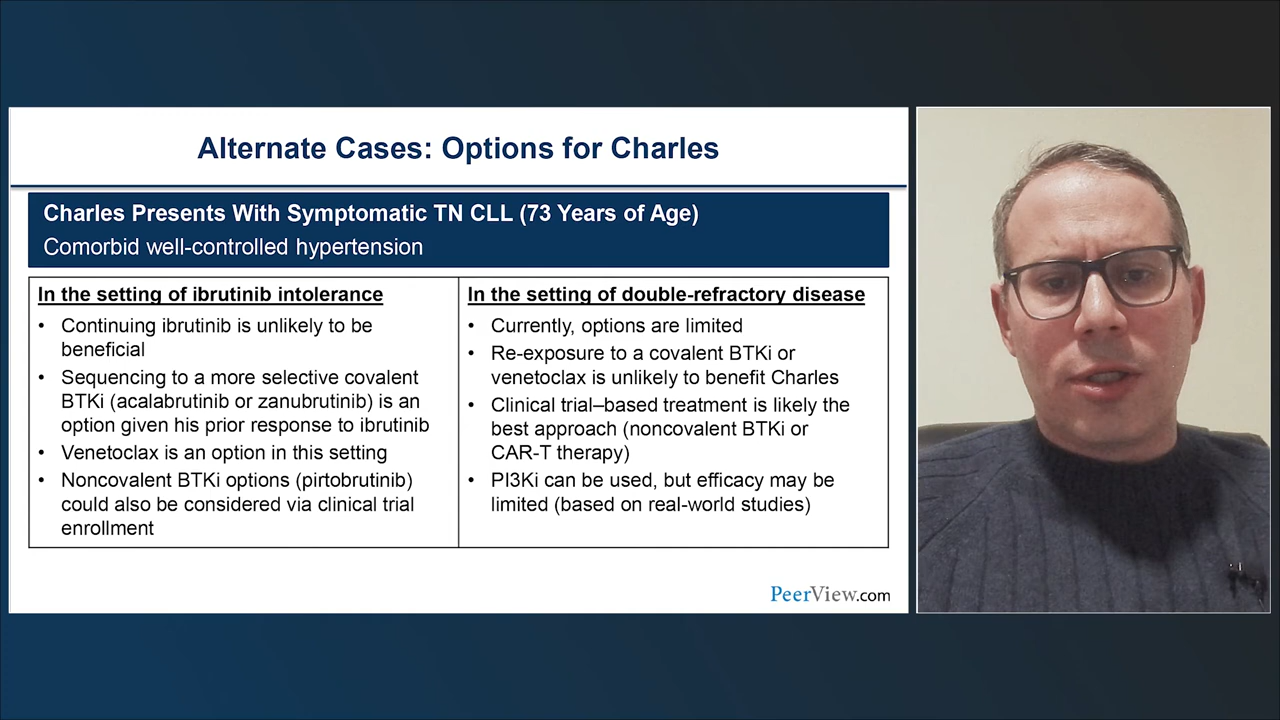 Alternate Cases: Options for Charles
Charles Presents With Symptomatic TN CLL (73 Years of Age)
Comorbid well-controlled hypertension
In the setting of ibrutinib intolerance
• Continuing ibrutinib is unlikely to be
beneficial
• Sequencing to a more selective covalent
BTKi (acalabrutinib or zanubrutinib) is an
option given his prior response to ibrutinib
• Venetoclax is an option in this setting
• Noncovalent BTKi options (pirtobrutinib)
could also be considered via clinical trial
enrollment
In the setting of double-refractory disease
• Currently, options are limited
• Re-exposure to a covalent BTKi or
venetoclax is unlikely to benefit Charles
• Clinical trial–based treatment is likely the
best approach (noncovalent BTKi or
CAR-T therapy)
• PI3Ki can be used, but efficacy may be
limited (based on real-world studies)
PeerView.com